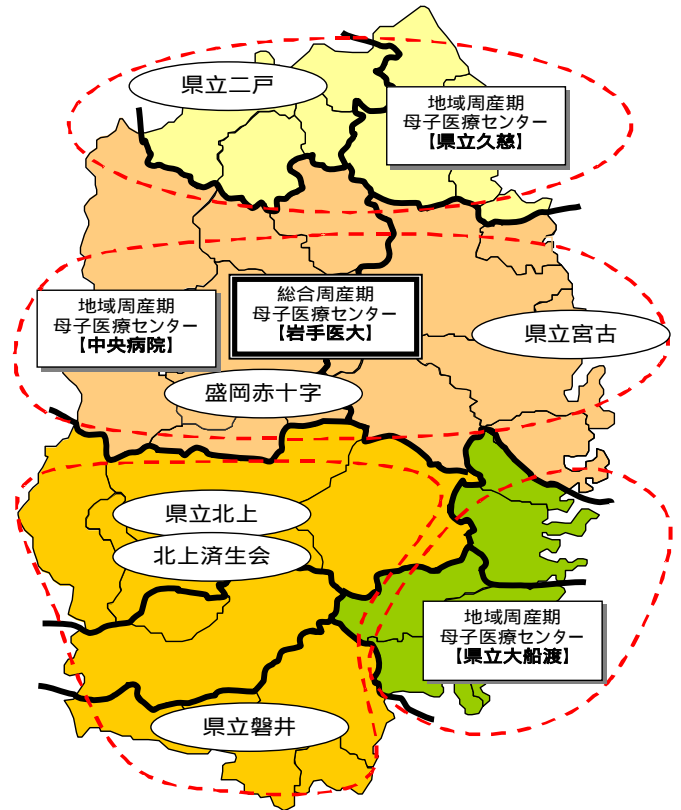 県立二戸
地域周産期
母子医療センター
【県立久慈】
地域周産期
母子医療センター
【中央病院】
総合周産期
母子医療センター
【岩手医大】
県立宮古
盛岡赤十字
県立北上
北上済生会
地域周産期
母子医療センター
【県立大船渡】
県立磐井